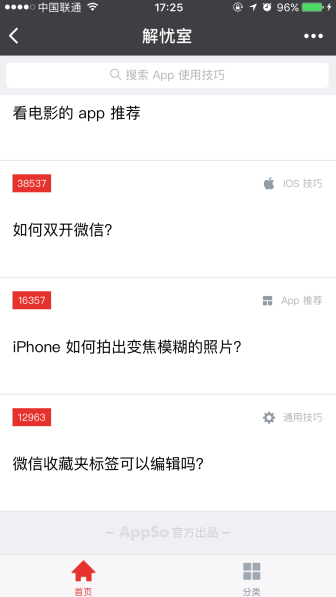 中国联通 17:25 96%
解忧室
搜索 App 使用技巧
看电影的 app 推荐
38537 iOS 技巧
如何双开微信?
16357 App 推荐
iPhone 如何拍出变焦模糊的照片?
12963 通用技巧
微信收藏夹标签可以编辑吗?
– AppSo 官方出品 –
首页 分类